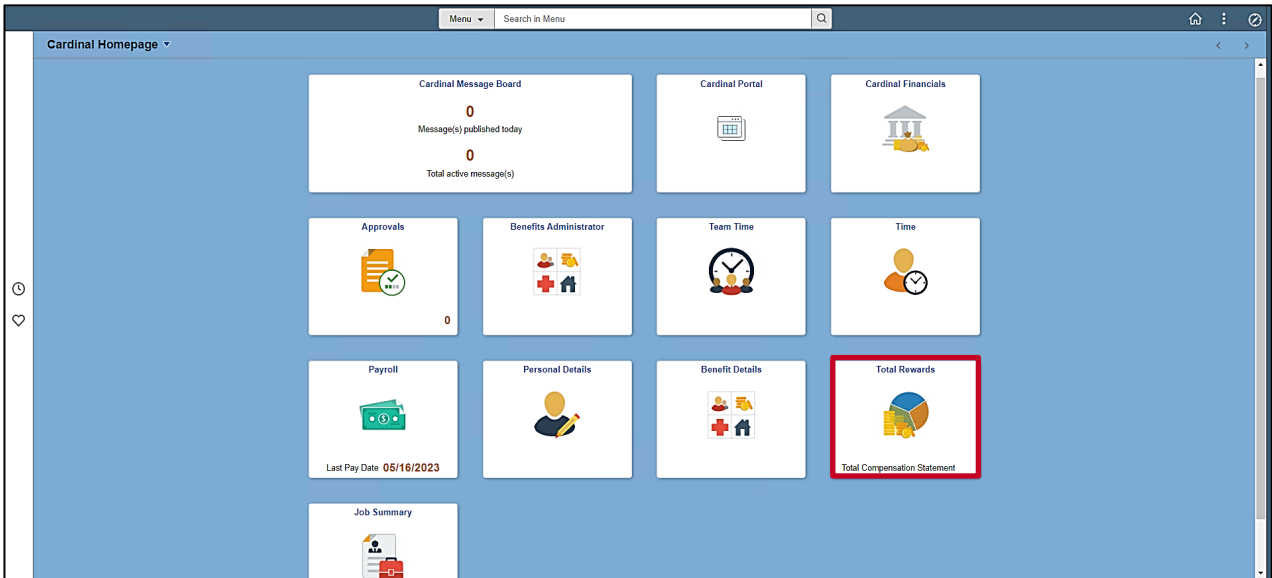 Menu
Search in Menu
Cardinal Homepage
Cardinal Message Board
0
Message(s) published today
0
Total active message(s)
Cardinal Portal
Cardinal Financials
Approvals
0
Benefits Administrator
Team Time
Time
Payroll
Last Pay Date 05/16/2023
Personal Details
Benefit Details
Total Rewards
Total Compensation Statement
Job Summary